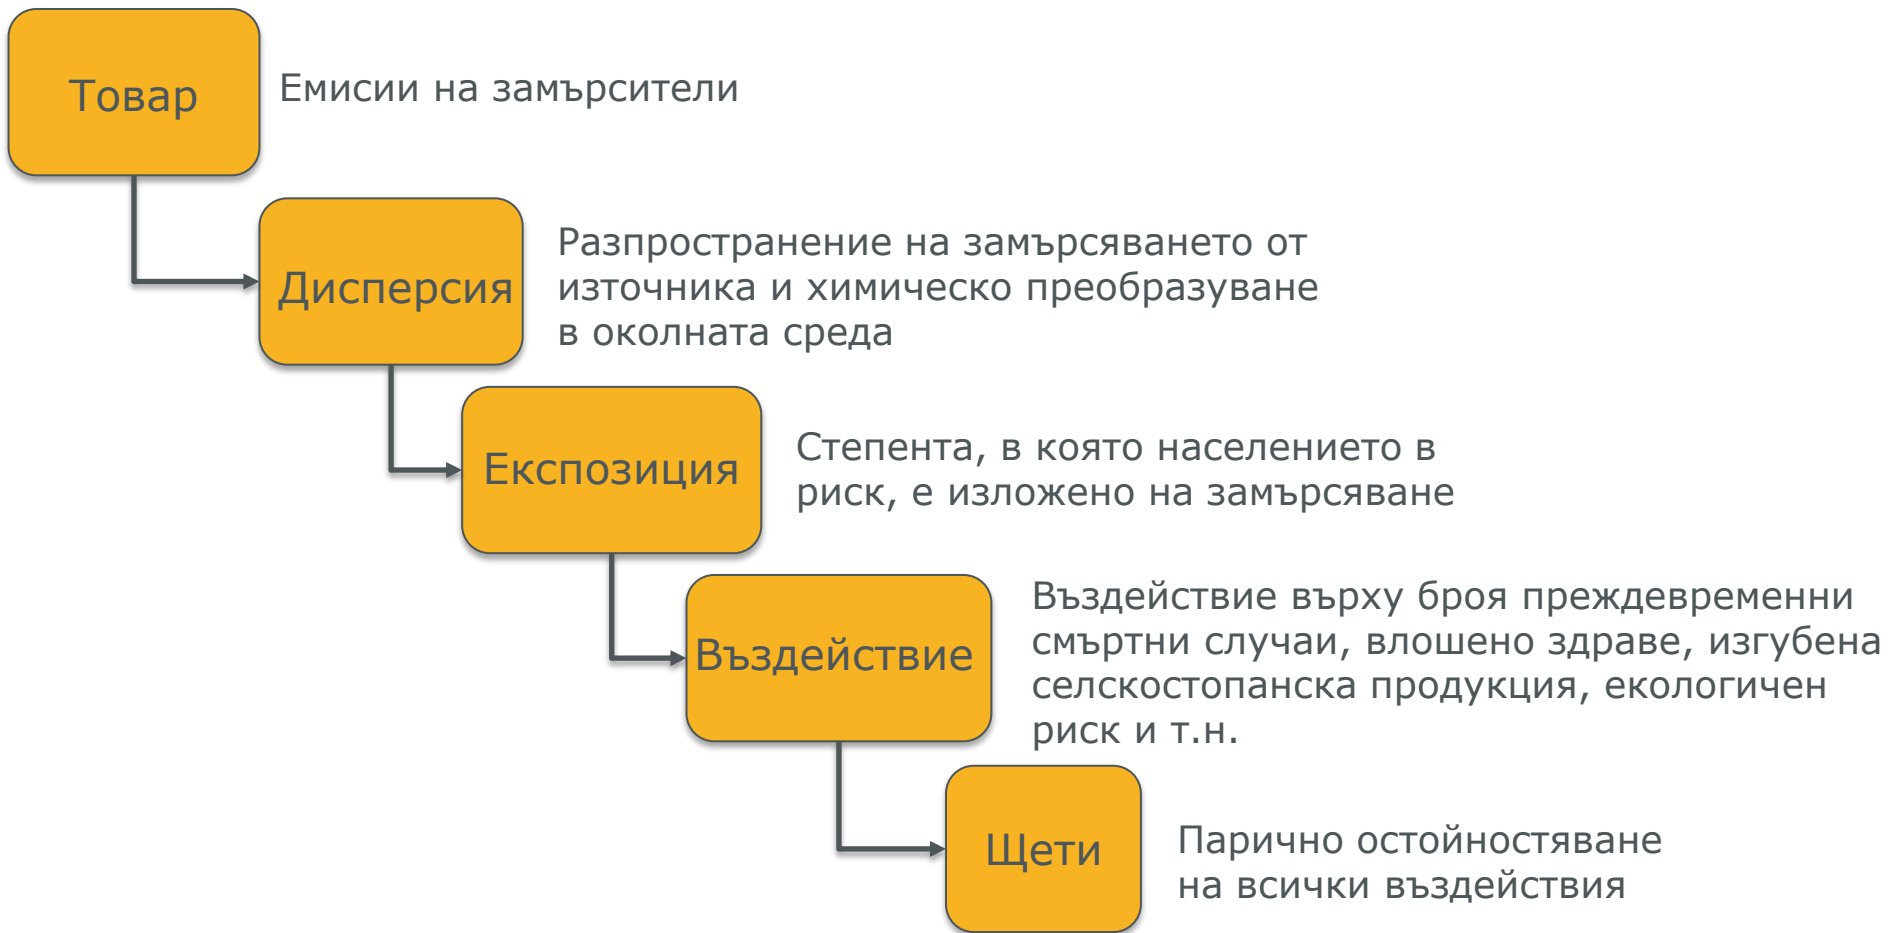 Товар
Емисии на замърсители
Дисперсия
Разпространение на замърсяването от
източника и химическо преобразуване
в околната среда
Експозиция
Степента, в която населението в
риск, е изложено на замърсяване
Въздействие
Въздействие върху броя преждевременни
смъртни случаи, влошено здраве, изгубена
селскостопанска продукция, екологичен
риск и т.н.
Щети
Парично остойностяване
на всички въздействия